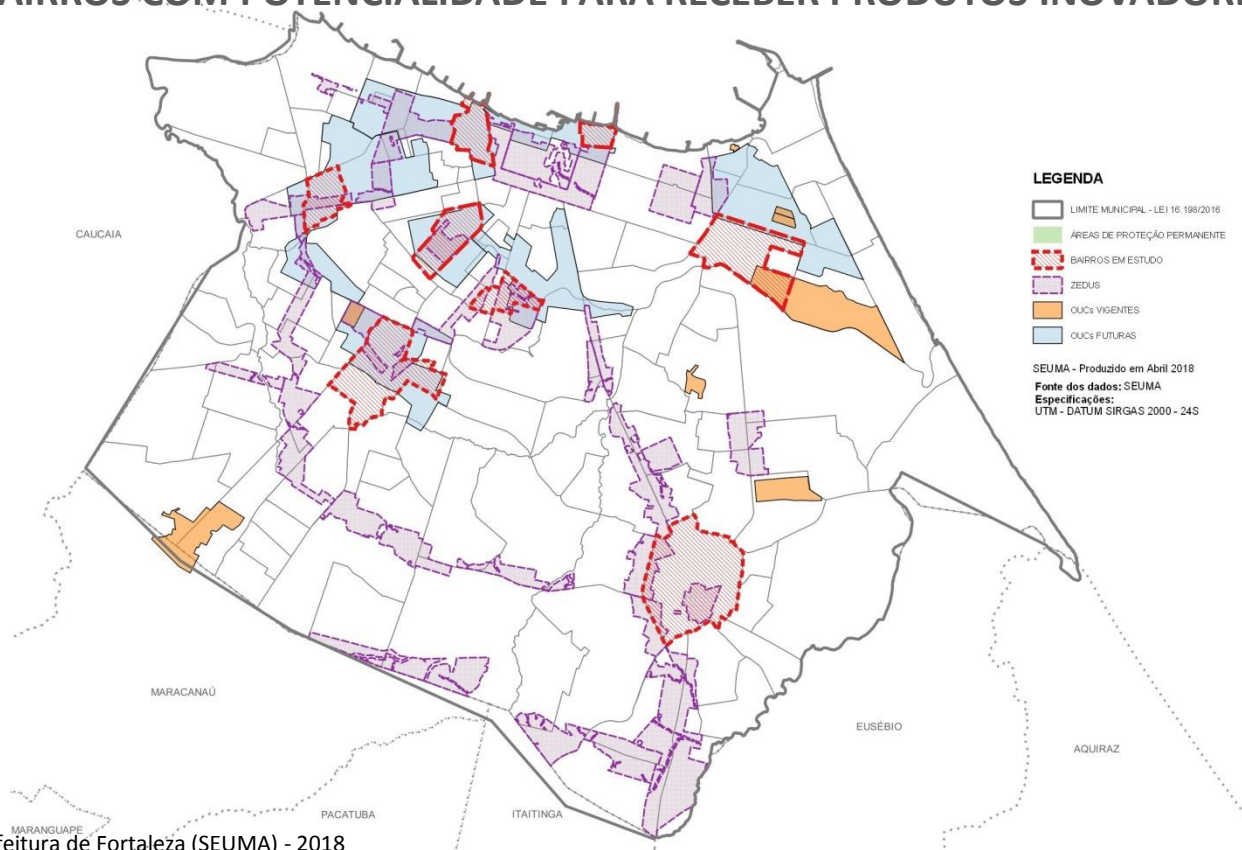 BAIRROS COM POTENCIALIDADE PARA RECEBER PRODUTOS INOVADORE
CAUCAIA
LEGENDA
LIMITE MUNICIPAL - LEI 16.198/2016
ÁREAS DE PROTEÇÃO PERMANENTE
BAIRROS EM ESTUDO
ZEDUS
OUCs VIGENTES
OUCs FUTURAS
SEUMA - Produzido em Abril 2018
Fonte dos dados: SEUMA
Especificações:
UTM - DATUM SIRGAS 2000 - 24S
MARACANAÚ
EUSÉBIO
AQUIRAZ
PACATUBA
ITAITINGA
MARANGUAPE
feitura de Fortaleza (SEUMA) - 2018